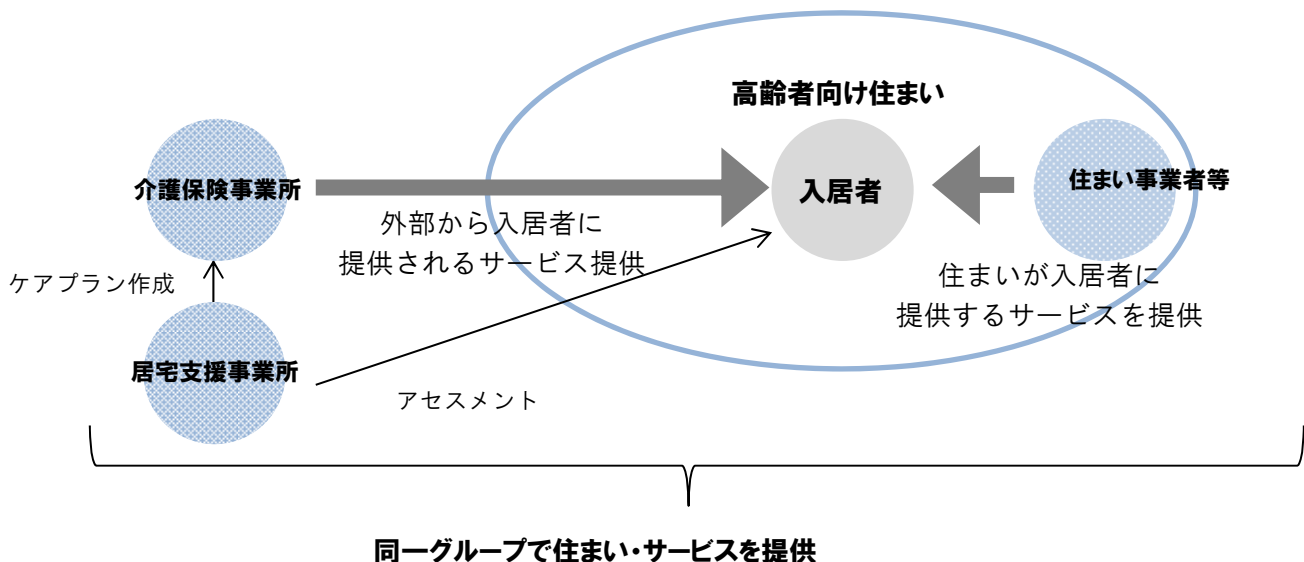 高齢者向け住まい
介護保険事業所
入居者
住まい事業者等
外部から入居者に
提供されるサービス提供
住まいが入居者に
提供するサービスを提供
ケアプラン作成
居宅支援事業所
アセスメント
同一グループで住まい・サービスを提供